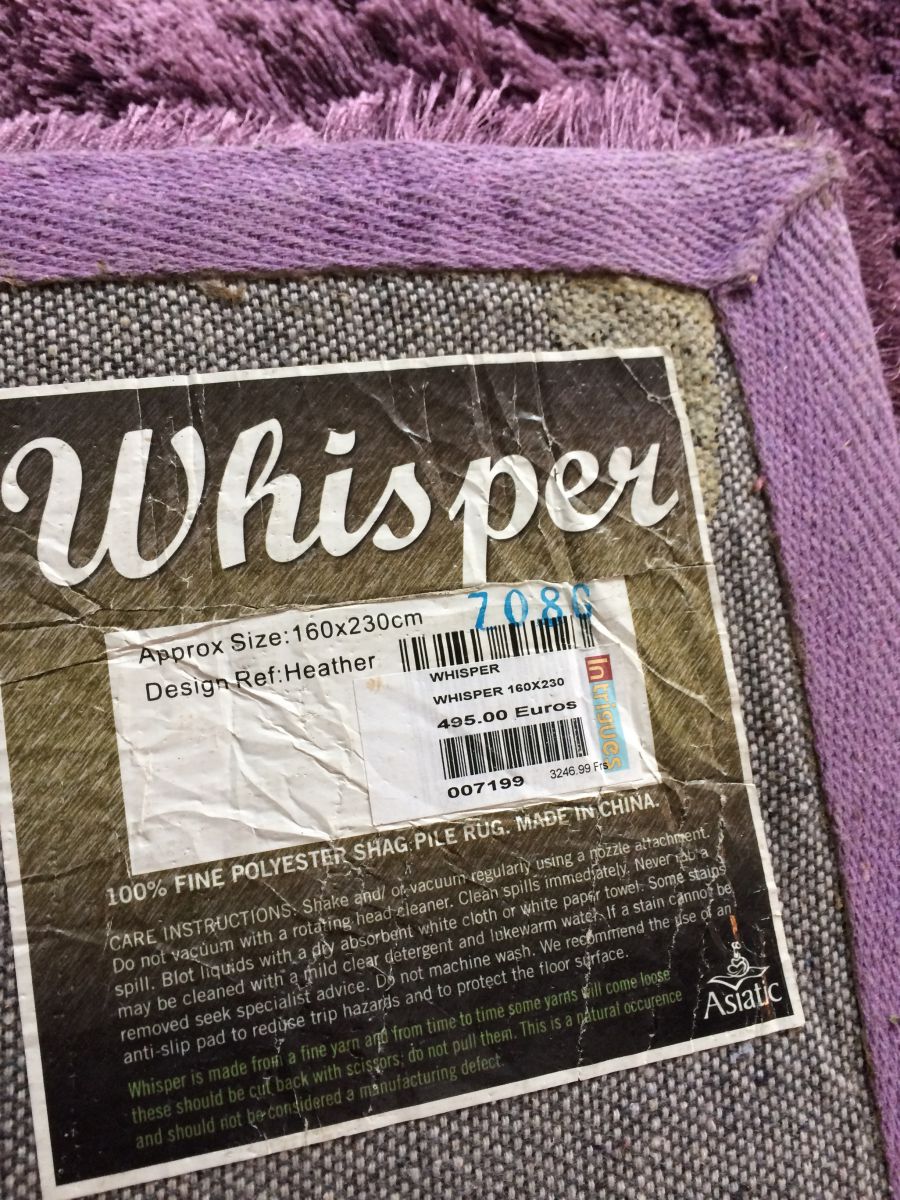 Whisper
Approx Size:160x230cm
Design Ref:Heather
WHISPER
WHISPER 160X230
495.00 Euros
007199
3246.99 Frs
Intrigues
100% FINE POLYESTER SHAG PILE RUG. MADE IN CHINA.
CARE INSTRUCTIONS: Shake and/ or vacuum regularly using a nozzle attachment.
Do not vacuum with a rotating head cleaner. Clean spills immediately. Never rub a
spill. Blot liquids with a dry absorbent white cloth or white paper towel. Some stains
may be cleaned with a mild clear detergent and lukewarm water. If a stain cannot be
removed seek specialist advice. Do not machine wash. We recommend the use of an
anti-slip pad to reduce trip hazards and to protect the floor surface.
Whisper is made from a fine yarn and from time to time some yarns will come loose
these should be cut back with scissors; do not pull them. This is a natural occurence
and should not be considered a manufacturing defect.
Asiatic